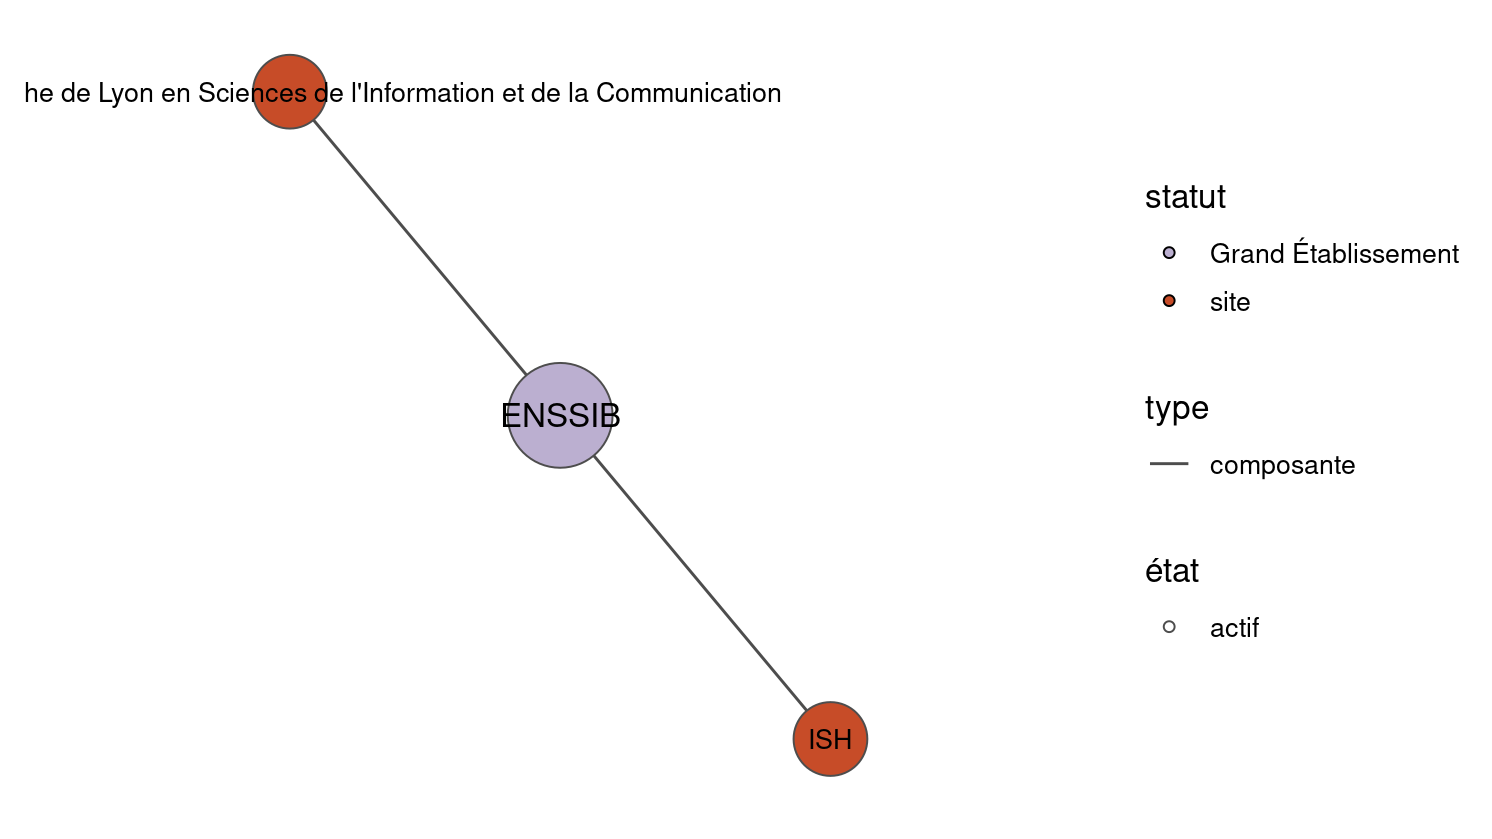 he de Lyon en Sciences de l'Information et de la Communication
ENSSIB
ISH
statut
Grand Établissement
site
type
composante
état
actif